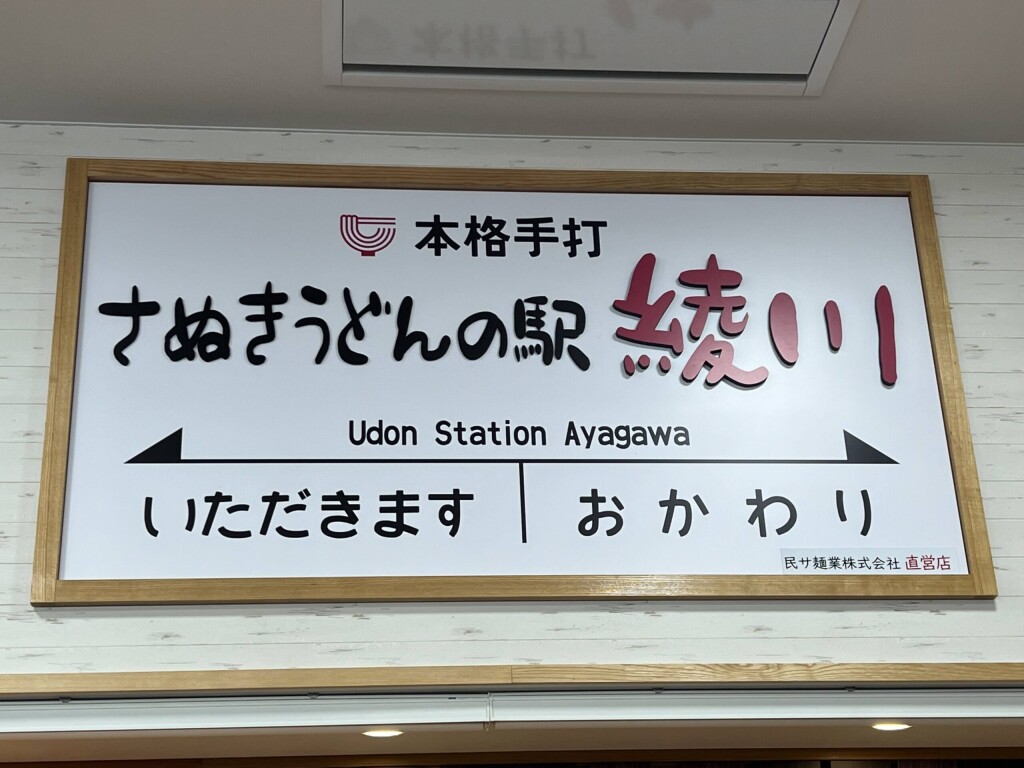 本格手打
さぬきうどんの駅 綾川
Udon Station Ayagawa
いただきます おかわり
民サ麺業株式会社 直営店